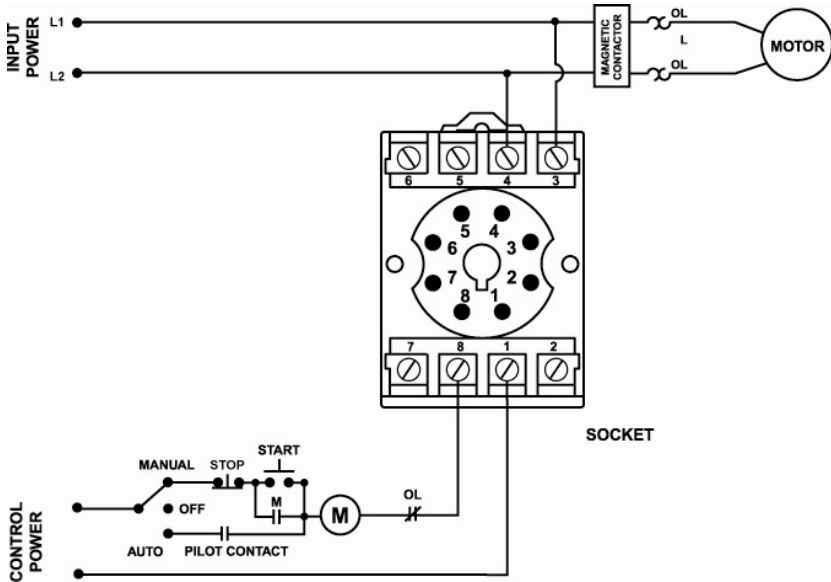 INPUT
POWER
L1
L2
MAGNETIC
CONTACTOR
OL
L
OL
MOTOR
6 5 4 3
5 4
6 3
7 2
8 1
7 8 1 2
SOCKET
CONTROL
POWER
MANUAL STOP START
OFF
M
M
OL
AUTO PILOT CONTACT